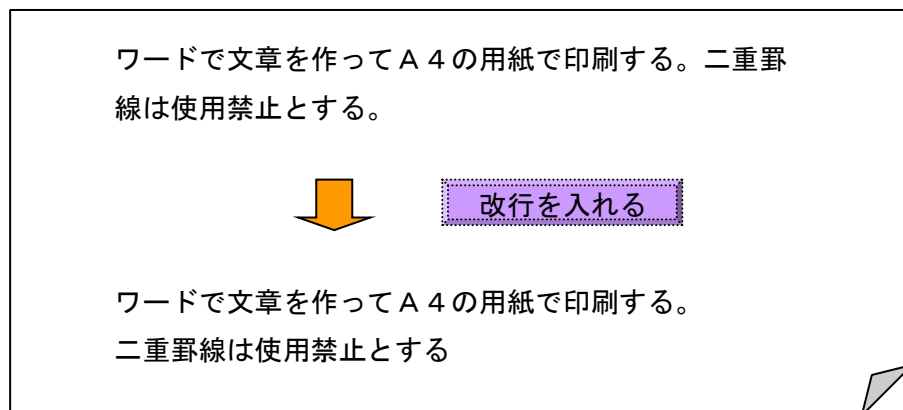 ワードで文章を作ってＡ４の用紙で印刷する。二重罫
線は使用禁止とする。
改行を入れる
ワードで文章を作ってＡ４の用紙で印刷する。
二重罫線は使用禁止とする